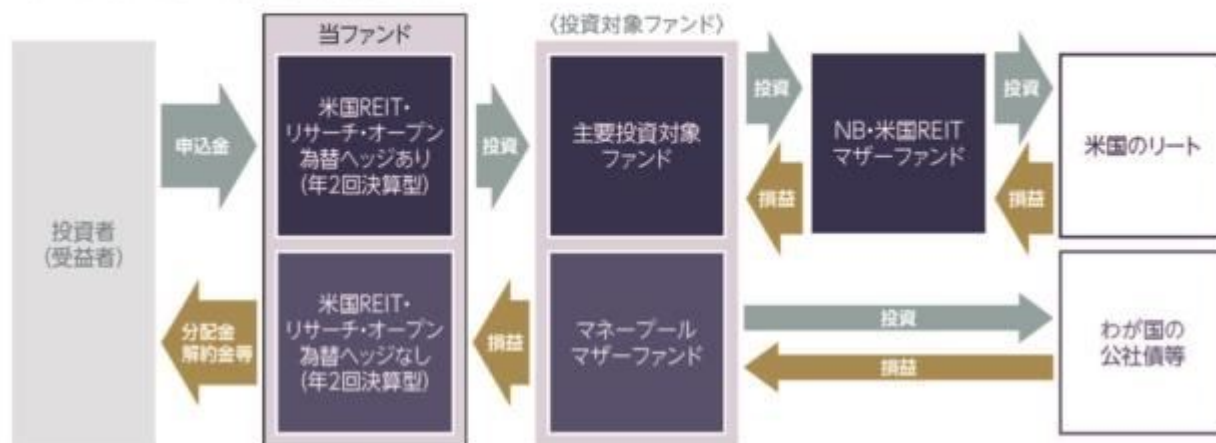 当ファンド
〈投資対象ファンド〉
投資者
(受益者)
申込金
分配金
解約金等
米国REIT・
リサーチ・オープン
為替ヘッジあり
(年2回決算型)
米国REIT・
リサーチ・オープン
為替ヘッジなし
(年2回決算型)
投資
損益
主要投資対象
ファンド
マネープール
マザーファンド
投資
損益
NB・米国REIT
マザーファンド
投資
損益
米国のリート
投資
損益
わが国の
公社債等